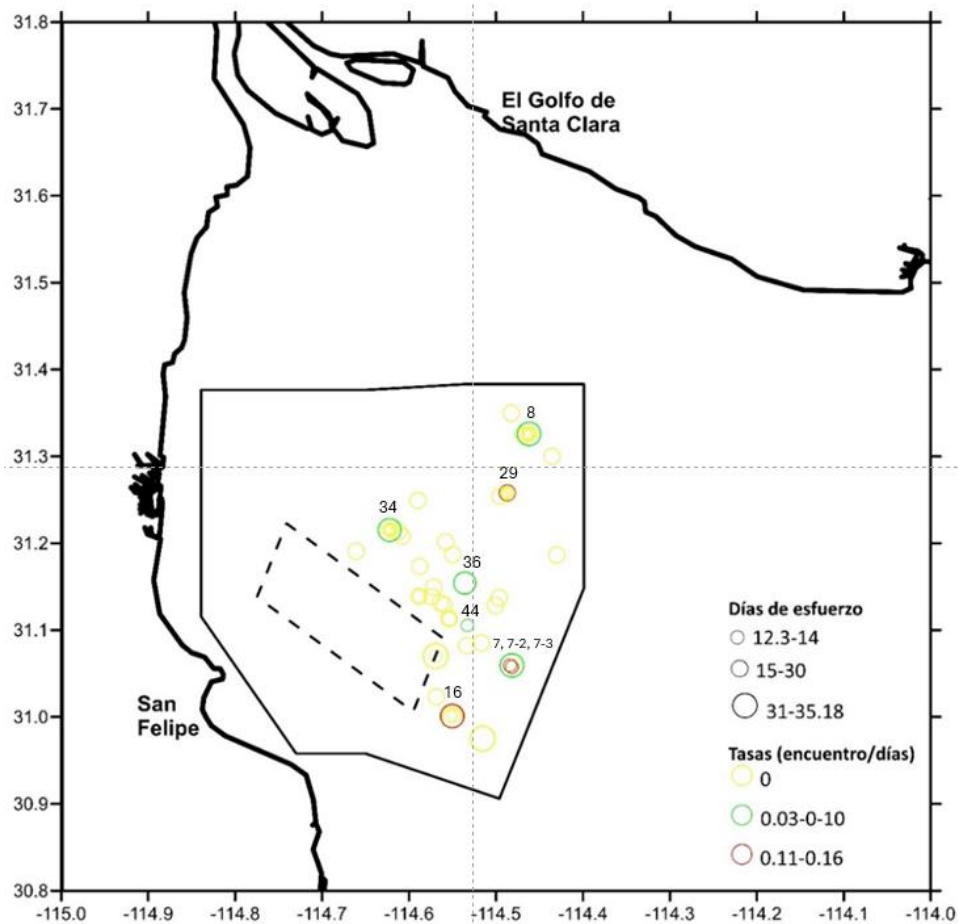 31.8
31.7
31.6
31.5
31.4
31.3
31.2
31.1
31.0
30.9
30.8
-115.0 -114.9 -114.8 -114.7 -114.6 -114.5 -114.4 -114.3 -114.2 -114.1 -114.0
El Golfo de
Santa Clara
8
29
34
36
44
7, 7-2, 7-3
16
San
Felipe
Días de esfuerzo
12.3-14
15-30
31-35.18
Tasas (encuentro/días)
0
0.03-0-10
0.11-0.16